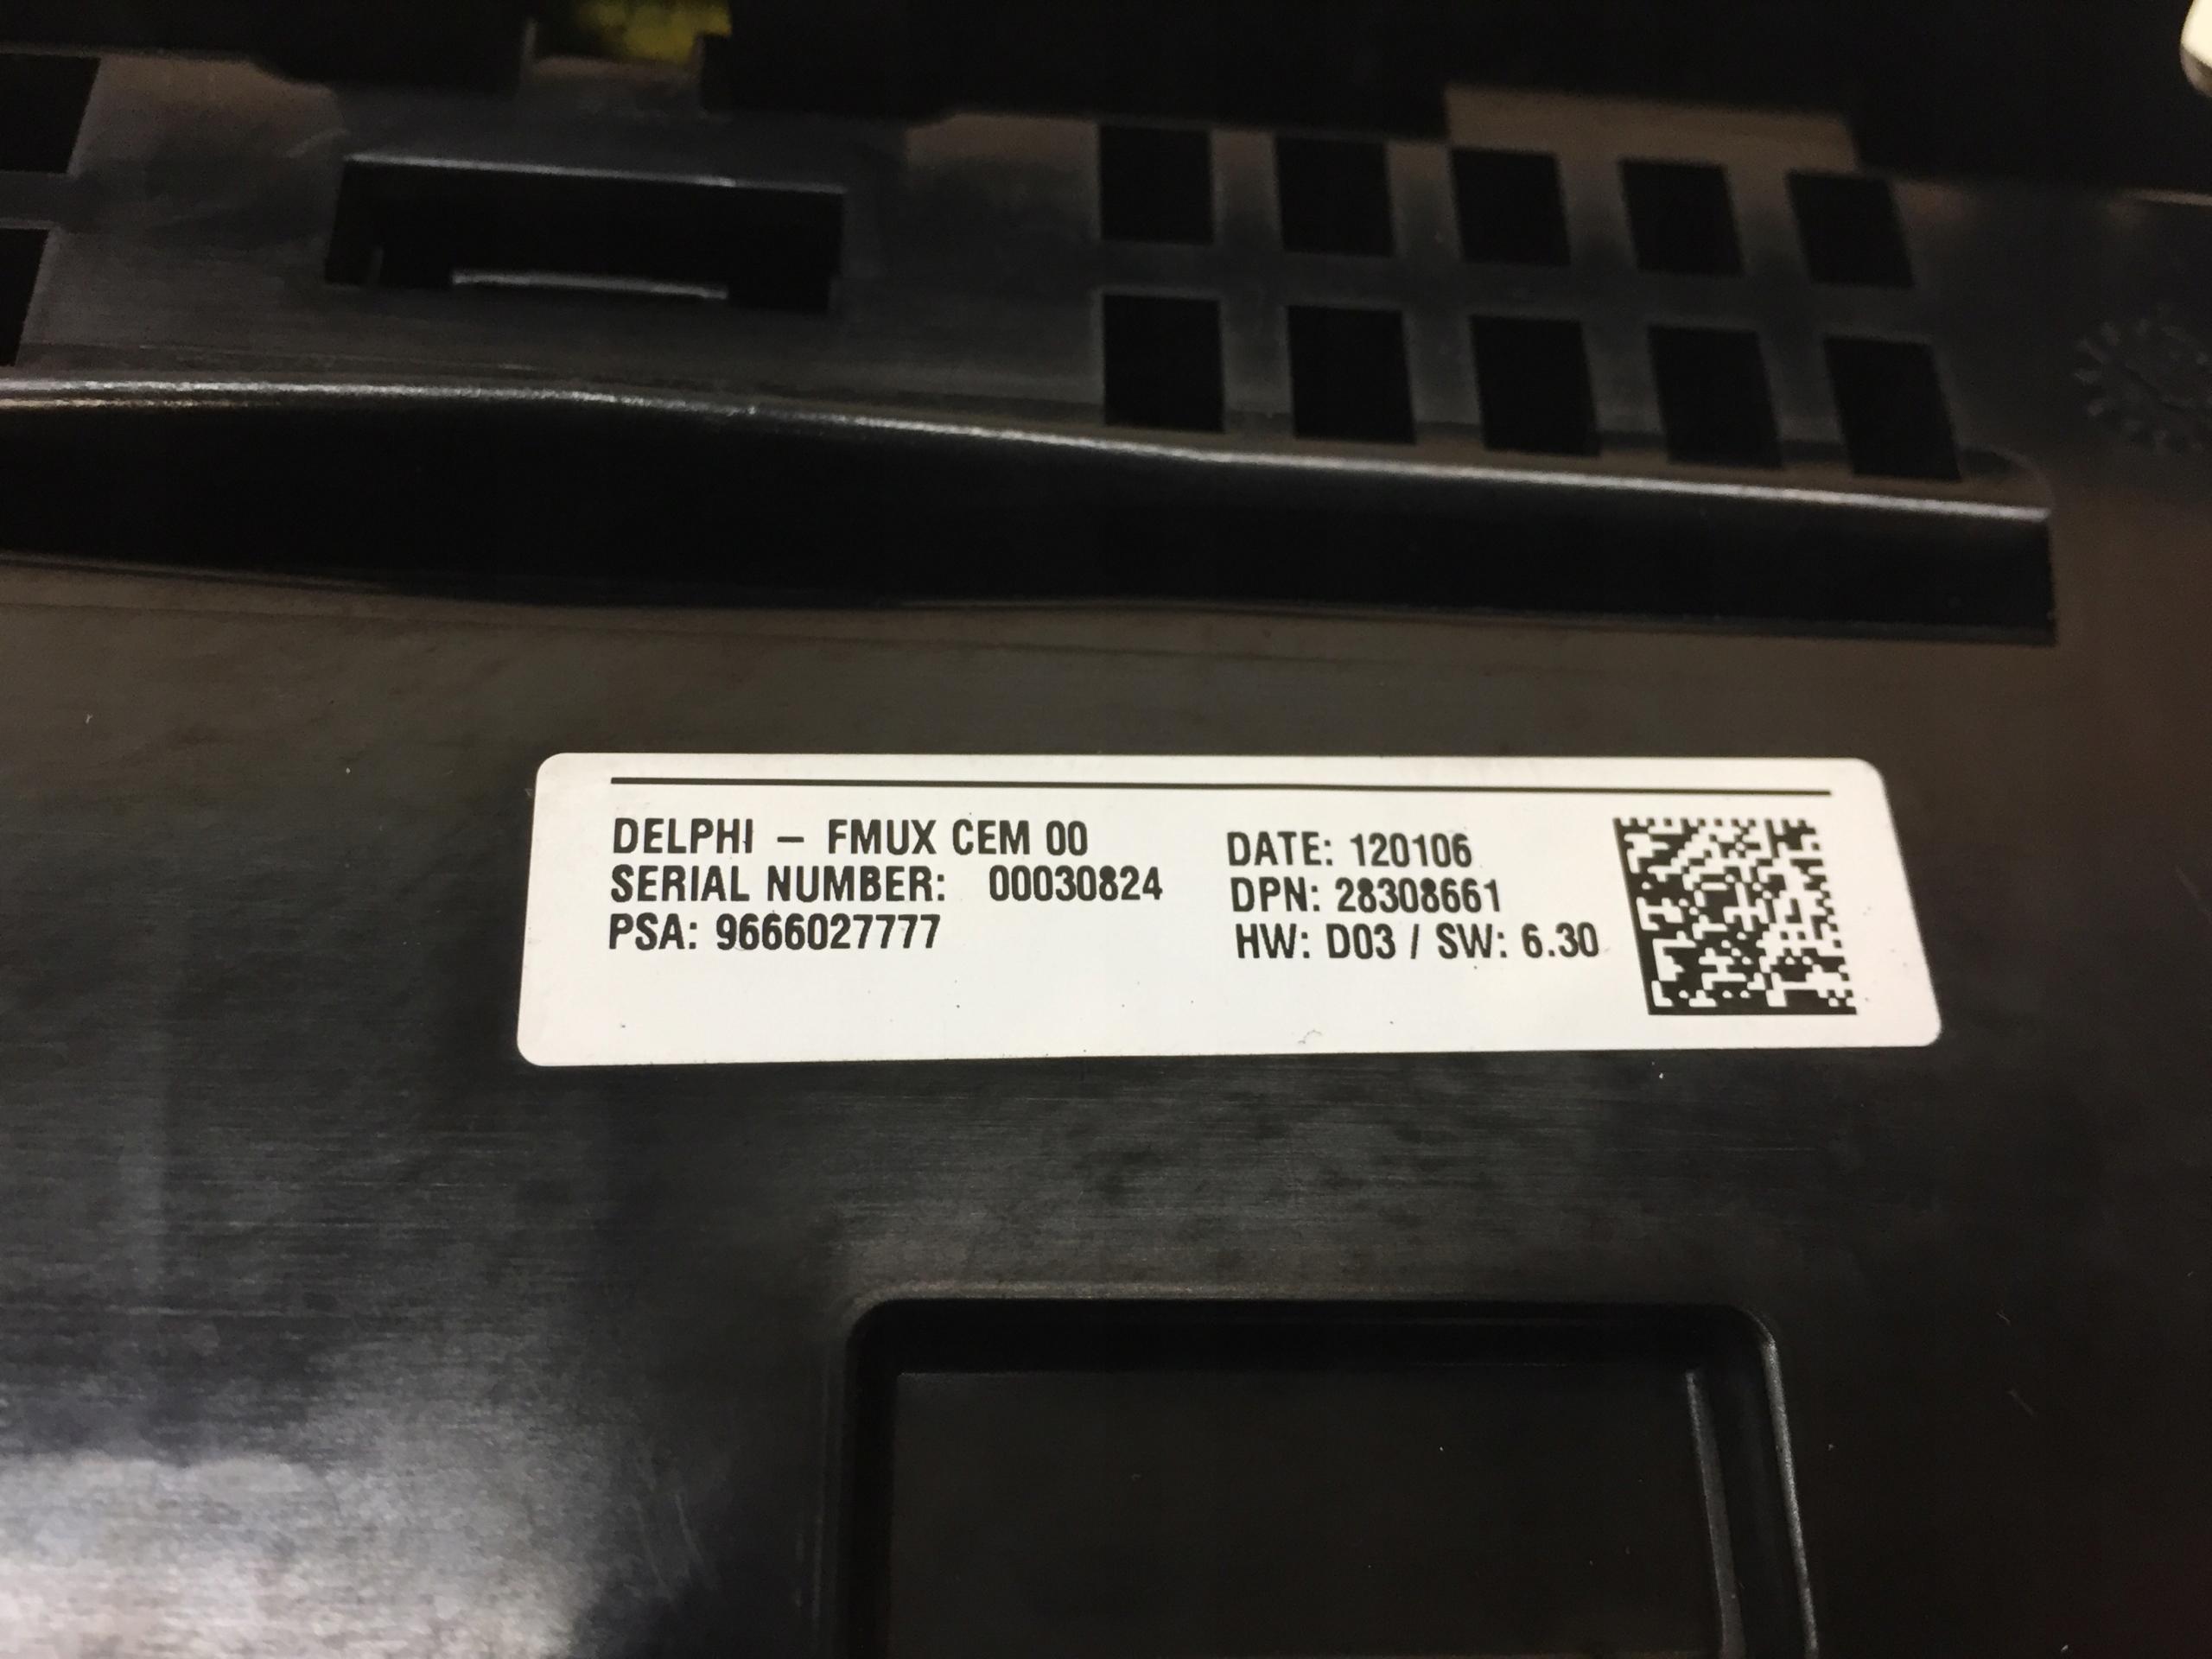 DELPHI – FMUX CEM 00
SERIAL NUMBER: 00030824
PSA: 9666027777
DATE: 120106
DPN: 28308661
HW: D03 / SW: 6.30